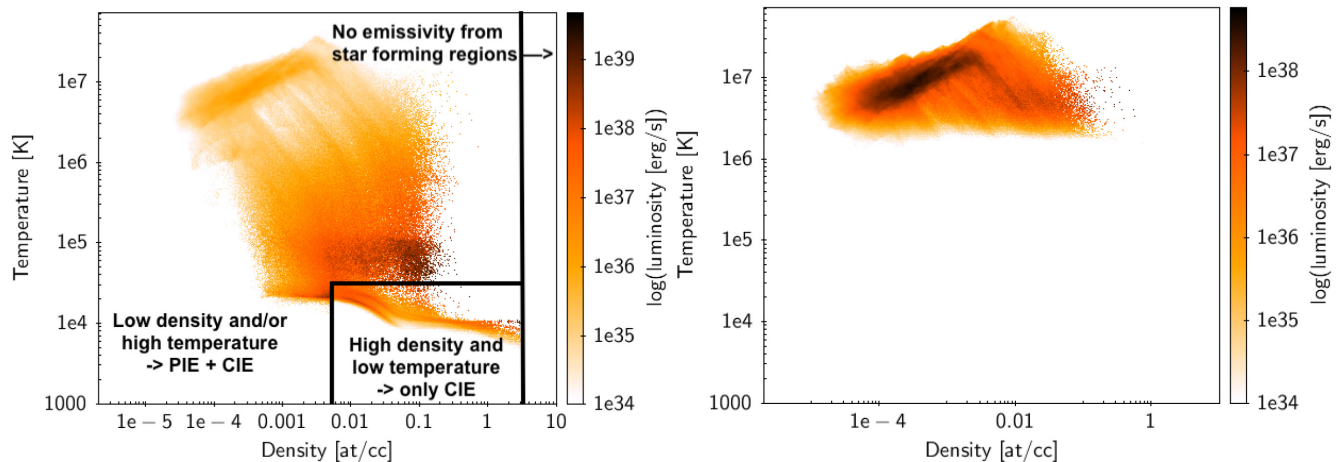 No emissivity from
star forming regions —>
1e7
1e6
1e5
1e4
1000
Temperature [K]
Low density and/or
high temperature
-> PIE + CIE
High density and
low temperature
-> only CIE
1e − 5
1e − 4
0.001
0.01
0.1
1
10
Density [at/cc]
1e39
1e38
1e37
1e36
1e35
1e34
log(luminosity [erg/s])
1e7
1e6
1e5
1e4
1000
Temperature [K]
1e − 4
0.01
1
Density [at/cc]
1e38
1e37
1e36
1e35
1e34
log(luminosity [erg/s])